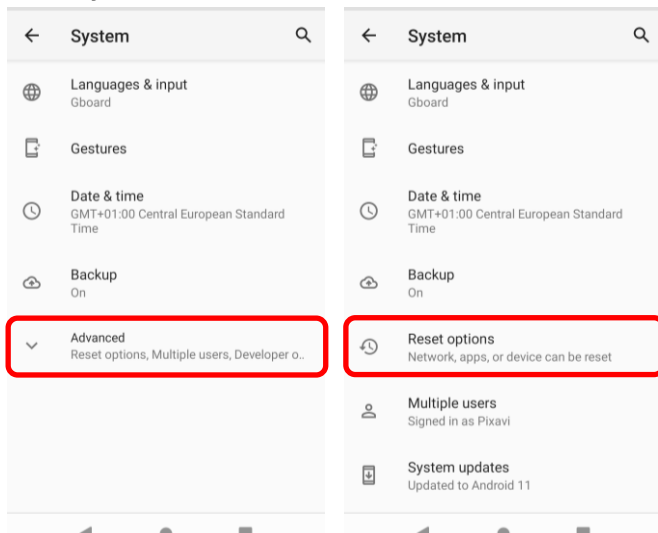 System
Languages & input
Gboard
Gestures
Date & time
GMT+01:00 Central European Standard
Time
Backup
On
Advanced
Reset options, Multiple users, Developer o..
System
Languages & input
Gboard
Gestures
Date & time
GMT+01:00 Central European Standard
Time
Backup
On
Reset options
Network, apps, or device can be reset
Multiple users
Signed in as Pixavi
System updates
Updated to Android 11